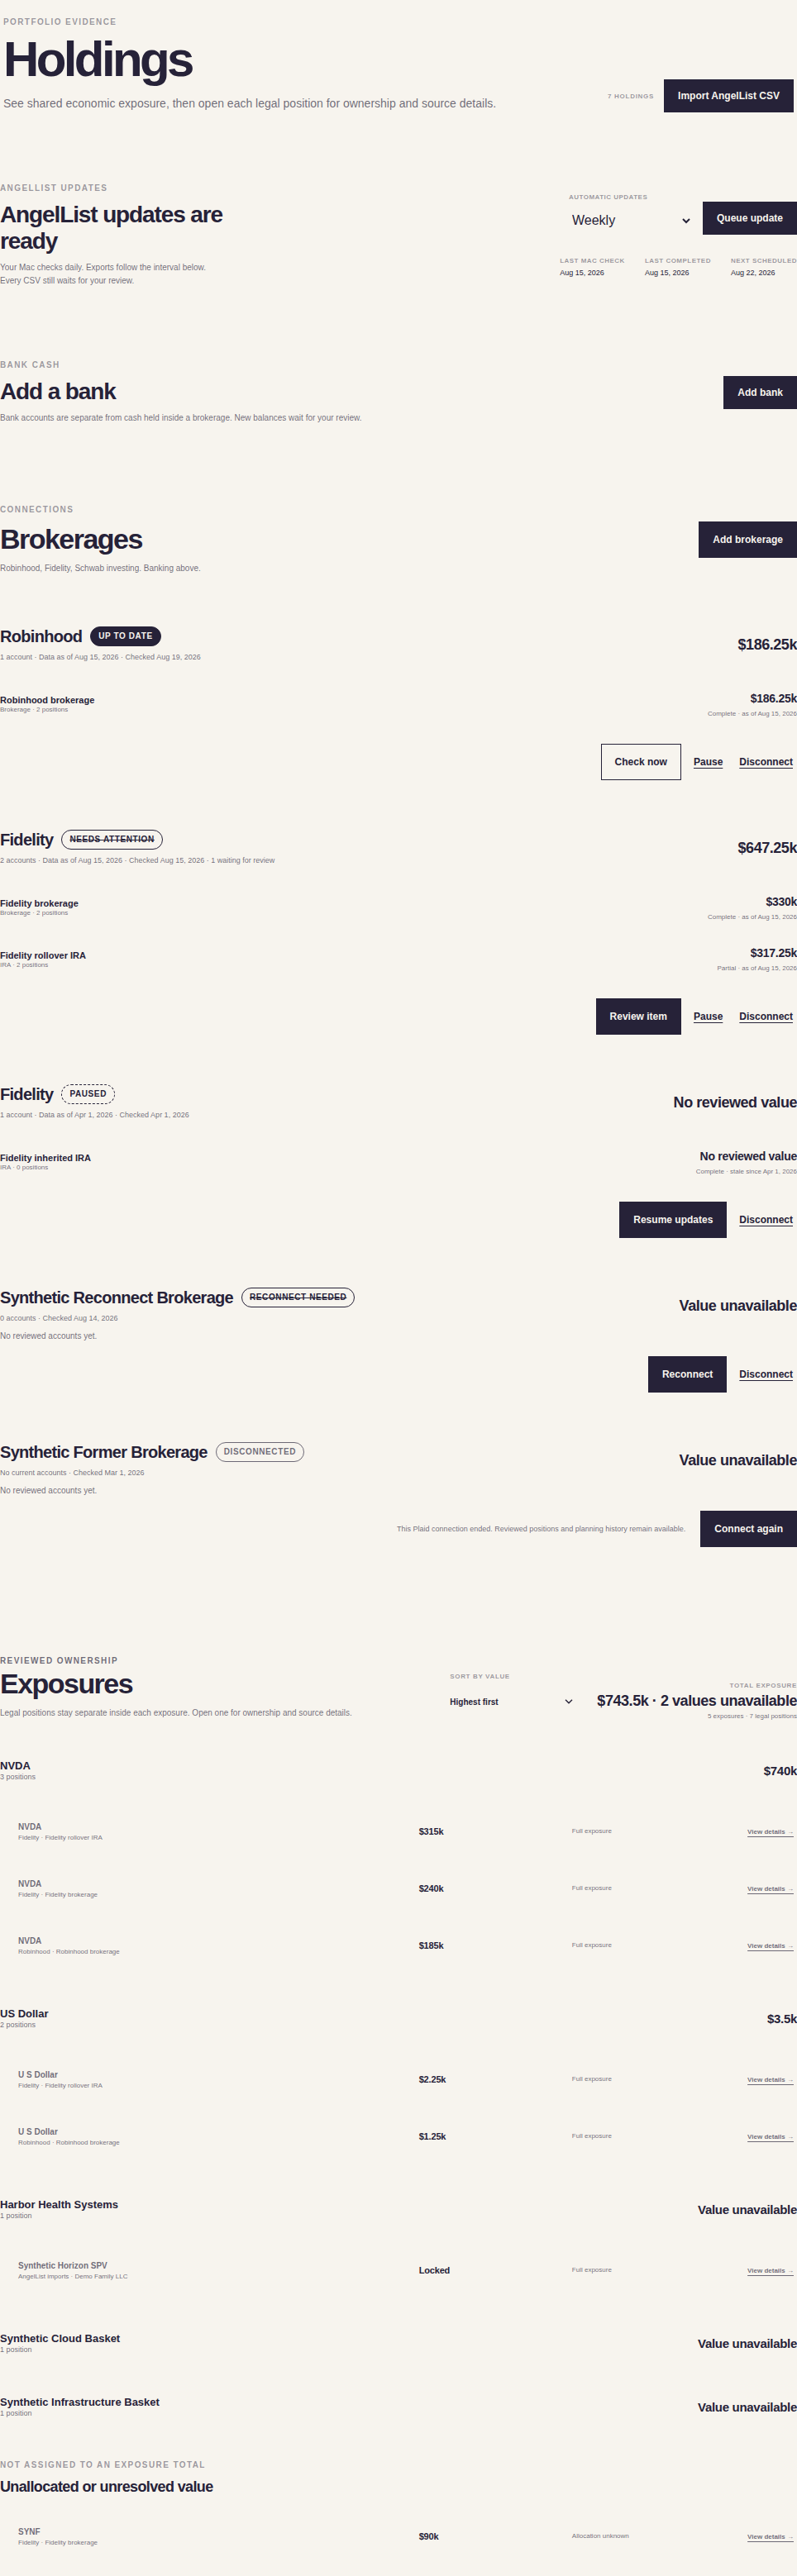 PORTFOLIO EVIDENCE
Holdings
See shared economic exposure, then open each legal position for ownership and source details.
7 HOLDINGS
Import AngelList CSV
ANGELLIST UPDATES
AngelList updates are
ready
Your Mac checks daily. Exports follow the interval below.
Every CSV still waits for your review.
AUTOMATIC UPDATES
Weekly
Queue update
LAST MAC CHECK
Aug 15, 2026
LAST COMPLETED
Aug 15, 2026
NEXT SCHEDULED
Aug 22, 2026
BANK CASH
Add a bank
Bank accounts are separate from cash held inside a brokerage. New balances wait for your review.
Add bank
CONNECTIONS
Brokerages
Robinhood, Fidelity, Schwab investing. Banking above.
Add brokerage
Robinhood UP TO DATE
1 account · Data as of Aug 15, 2026 · Checked Aug 19, 2026
$186.25k
Robinhood brokerage
Brokerage · 2 positions
$186.25k
Complete · as of Aug 15, 2026
Check now Pause Disconnect
Fidelity NEEDS ATTENTION
2 accounts · Data as of Aug 15, 2026 · Checked Aug 15, 2026 · 1 waiting for review
$647.25k
Fidelity brokerage
Brokerage · 2 positions
$330k
Complete · as of Aug 15, 2026
Fidelity rollover IRA
IRA · 2 positions
$317.25k
Partial · as of Aug 15, 2026
Review item Pause Disconnect
Fidelity PAUSED
1 account · Data as of Apr 1, 2026 · Checked Apr 1, 2026
No reviewed value
Fidelity inherited IRA
IRA · 0 positions
No reviewed value
Complete · stale since Apr 1, 2026
Resume updates Disconnect
Synthetic Reconnect Brokerage RECONNECT NEEDED
0 accounts · Checked Aug 14, 2026
No reviewed accounts yet.
Value unavailable
Reconnect Disconnect
Synthetic Former Brokerage DISCONNECTED
No current accounts · Checked Mar 1, 2026
No reviewed accounts yet.
Value unavailable
This Plaid connection ended. Reviewed positions and planning history remain available.
Connect again
REVIEWED OWNERSHIP
Exposures
Legal positions stay separate inside each exposure. Open one for ownership and source details.
SORT BY VALUE
Highest first
TOTAL EXPOSURE
$743.5k · 2 values unavailable
5 exposures · 7 legal positions
NVDA
3 positions
$740k
NVDA
Fidelity · Fidelity rollover IRA
$315k
Full exposure
View details →
NVDA
Fidelity · Fidelity brokerage
$240k
Full exposure
View details →
NVDA
Robinhood · Robinhood brokerage
$185k
Full exposure
View details →
US Dollar
2 positions
$3.5k
U S Dollar
Fidelity · Fidelity rollover IRA
$2.25k
Full exposure
View details →
U S Dollar
Robinhood · Robinhood brokerage
$1.25k
Full exposure
View details →
Harbor Health Systems
1 position
Value unavailable
Synthetic Horizon SPV
AngelList imports · Demo Family LLC
Locked
Full exposure
View details →
Synthetic Cloud Basket
1 position
Value unavailable
Synthetic Infrastructure Basket
1 position
Value unavailable
NOT ASSIGNED TO AN EXPOSURE TOTAL
Unallocated or unresolved value
SYNF
Fidelity · Fidelity brokerage
$90k
Allocation unknown
View details →